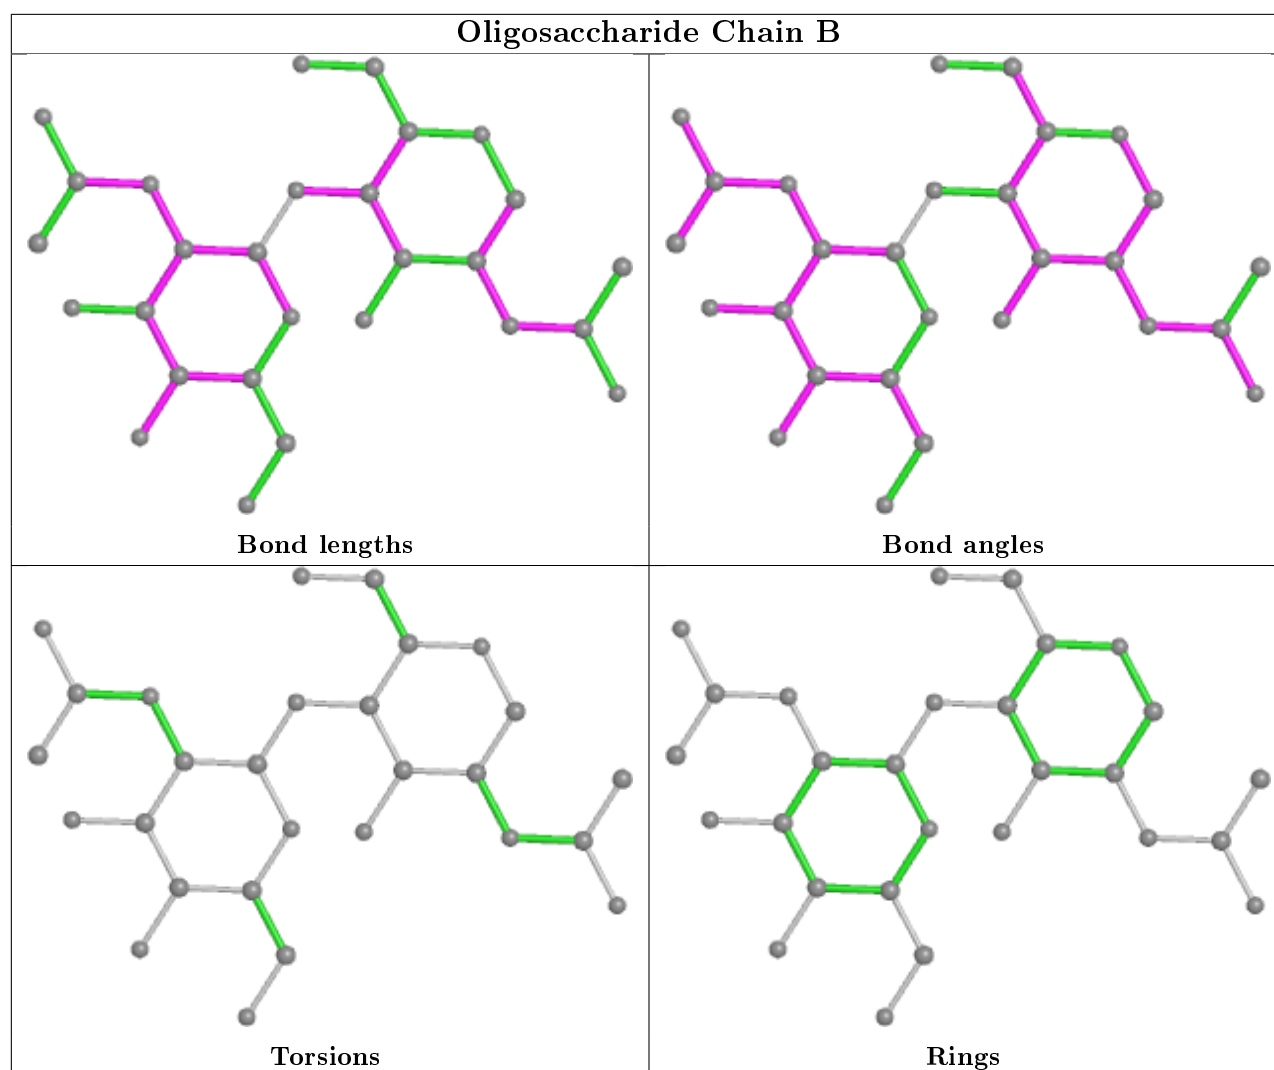 Oligosaccharide Chain B
Bond lengths
Bond angles
Torsions
Rings